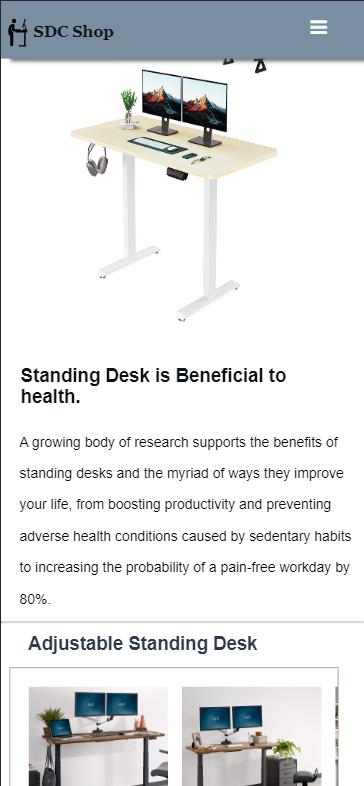 SDC Shop
Standing Desk is Beneficial to
health.
A growing body of research supports the benefits of
standing desks and the myriad of ways they improve
your life, from boosting productivity and preventing
adverse health conditions caused by sedentary habits
to increasing the probability of a pain-free workday by
80%.
Adjustable Standing Desk